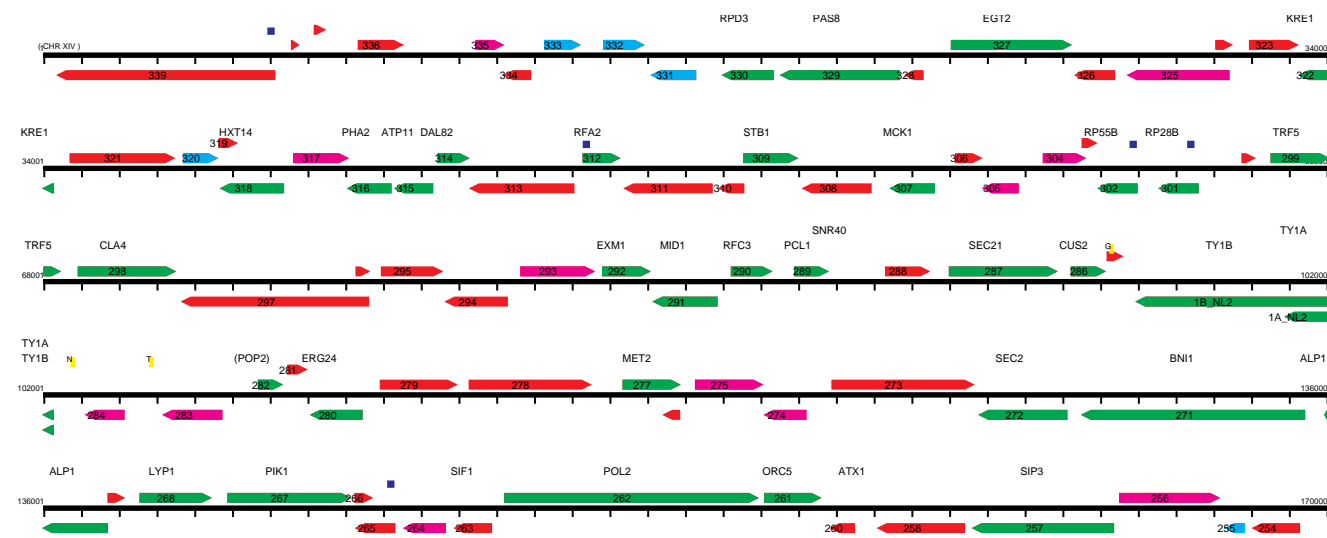 RPD3 PAS8 EGT2 KRE1
(1CHR XIV ) 336 335 333 332 327 323 34000
339 334 331 330 329 328 326 325 322
KRE1 HXT14 PHA2 ATP11 DAL82 RFA2 STB1 MCK1 RP55B RP28B TRF5
319
34001 321 320 317 314 312 309 306 304 299
318 316 315 313 311 310 308 307 305 302 301
SNR40 TY1A
TRF5 CLA4 EXM1 MID1 RFC3 PCL1 SEC21 CUS2 G TY1B
68001 298 295 293 292 290 289 288 287 286 102000
297 294 291 1B_NL2
1A_NL2
TY1A
TY1B N T (POP2) ERG24 MET2 SEC2 BNI1 ALP1
281
102001 282 279 278 277 275 273 136000
284 283 280 274 272 271
ALP1 LYP1 PIK1 SIF1 POL2 ORC5 ATX1 SIP3
136001 268 267 266 262 261 256 170000
265 264 263 260 258 257 255 254